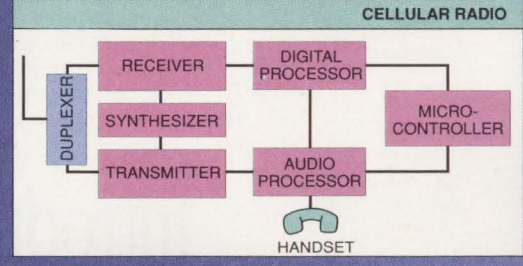 CELLULAR RADIO
DUPLEXER
RECEIVER
SYNTHESIZER
TRANSMITTER
DIGITAL
PROCESSOR
AUDIO
PROCESSOR
MICRO-
CONTROLLER
HANDSET